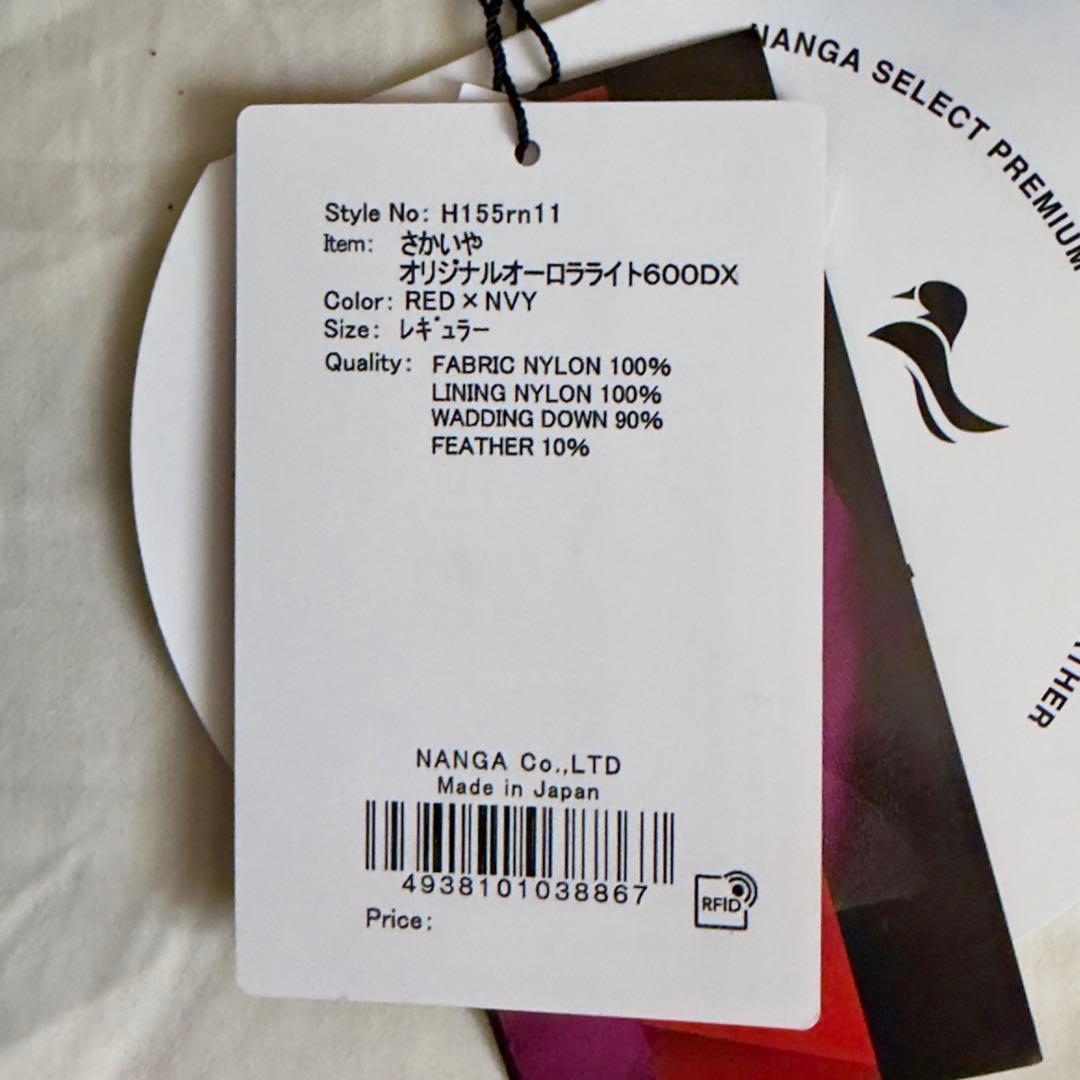 NANGA SELECT PREMIUM
Style No: H155rn11
Item: さかいや
オリジナルオーロラライト600DX
Color: RED×NVY
Size: レギュラー
Quality: FABRIC NYLON 100%
LINING NYLON 100%
WADDING DOWN 90%
FEATHER 10%
NANGA Co.,LTD
Made in Japan
4938101038867
RFID
Price: